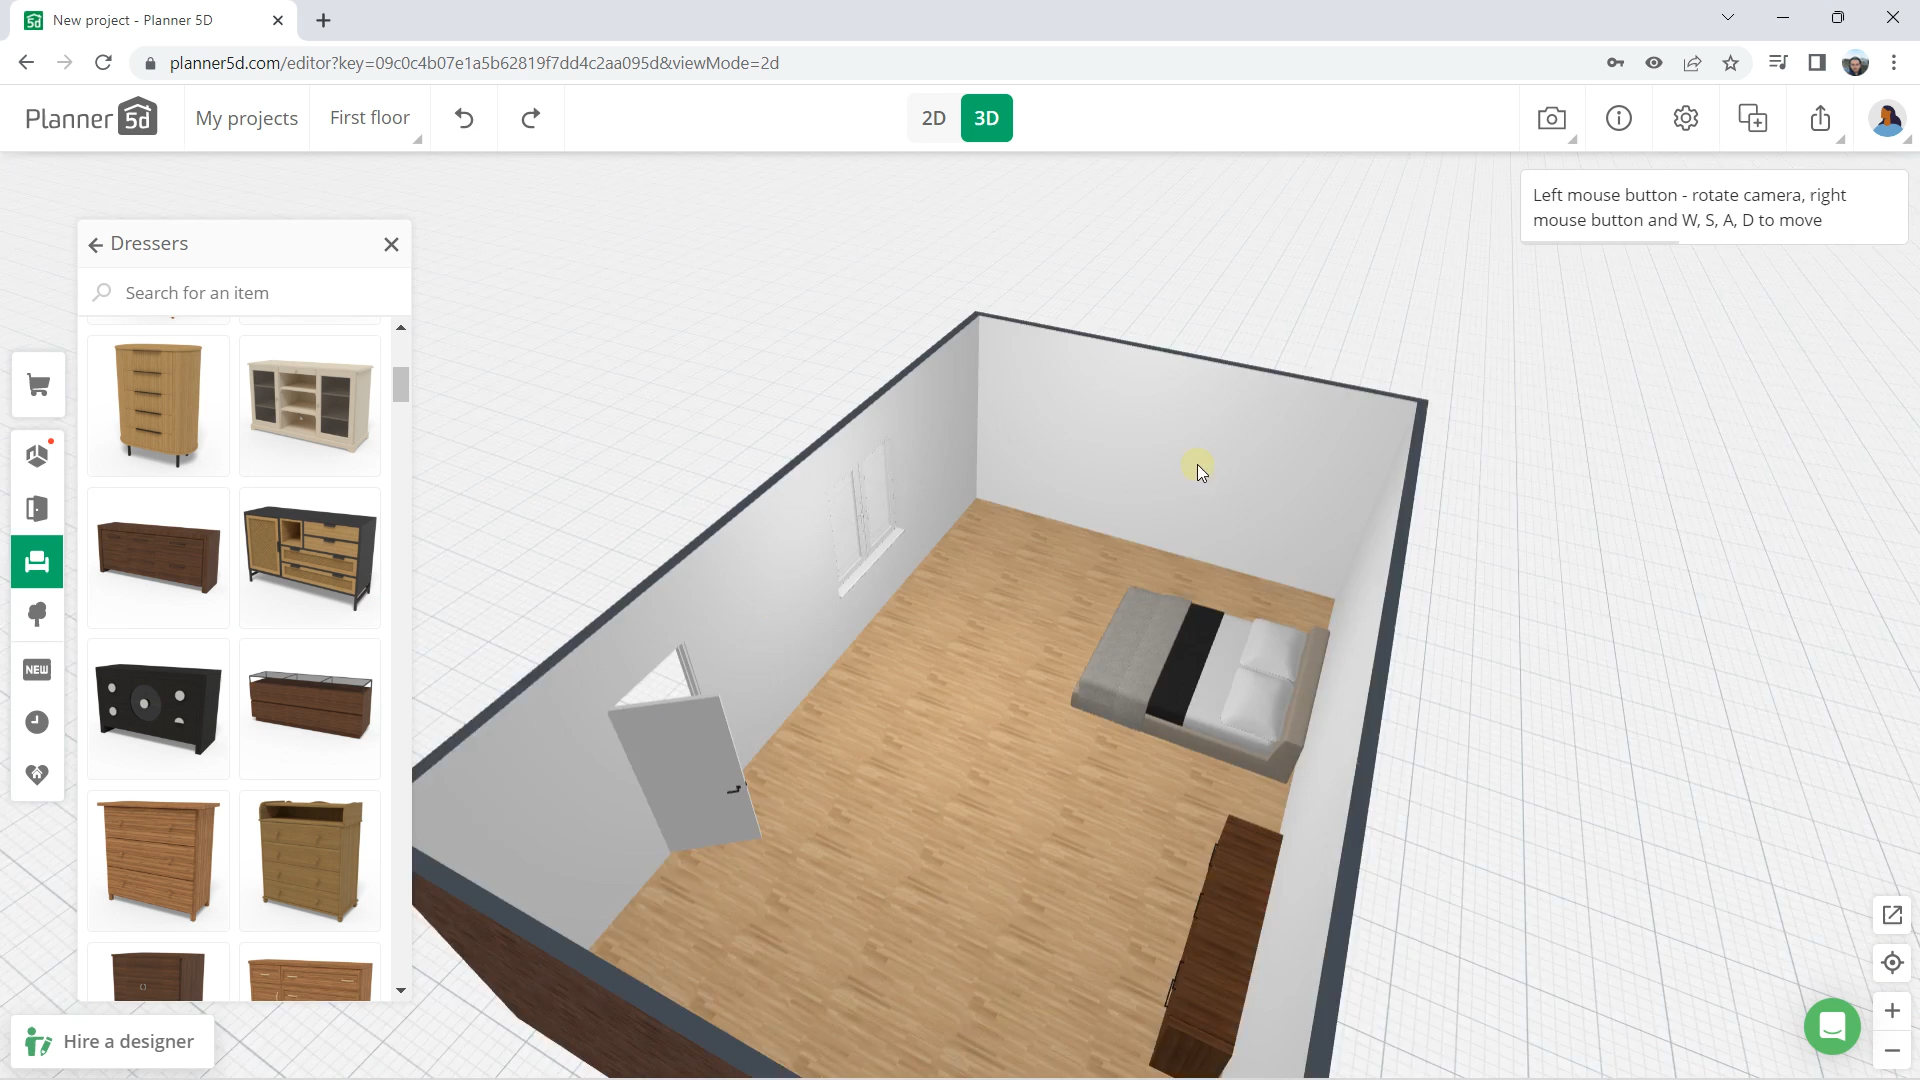 New project - Planner 5D
planner5d.com/editor?key=09c0c4b07e1a5b62819f7dd4c2aa095d&viewMode=2d
Planner 5d
My projects
First floor
2D
3D
Left mouse button - rotate camera, right
mouse button and W, S, A, D to move
Dressers
Search for an item
NEW
Hire a designer